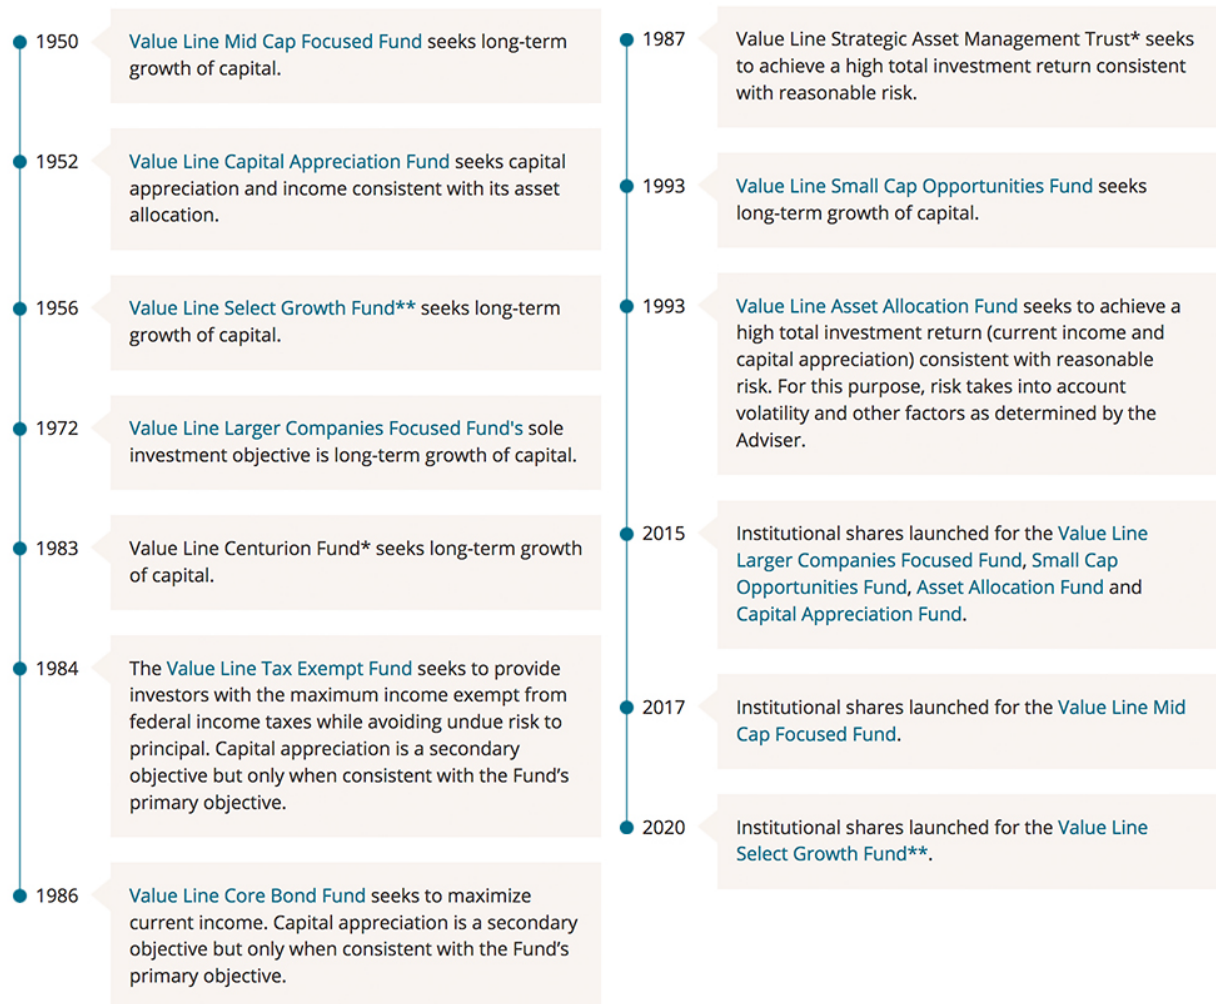 1950
Value Line Mid Cap Focused Fund seeks long-term
growth of capital.
1952
Value Line Capital Appreciation Fund seeks capital
appreciation and income consistent with its asset
allocation.
1956
Value Line Select Growth Fund** seeks long-term
growth of capital.
1972
Value Line Larger Companies Focused Fund's sole
investment objective is long-term growth of capital.
1983
Value Line Centurion Fund* seeks long-term growth
of capital.
1984
The Value Line Tax Exempt Fund seeks to provide
investors with the maximum income exempt from
federal income taxes while avoiding undue risk to
principal. Capital appreciation is a secondary
objective but only when consistent with the Fund’s
primary objective.
1986
Value Line Core Bond Fund seeks to maximize
current income. Capital appreciation is a secondary
objective but only when consistent with the Fund’s
primary objective.
1987
Value Line Strategic Asset Management Trust* seeks
to achieve a high total investment return consistent
with reasonable risk.
1993
Value Line Small Cap Opportunities Fund seeks
long-term growth of capital.
1993
Value Line Asset Allocation Fund seeks to achieve a
high total investment return (current income and
capital appreciation) consistent with reasonable
risk. For this purpose, risk takes into account
volatility and other factors as determined by the
Adviser.
2015
Institutional shares launched for the Value Line
Larger Companies Focused Fund, Small Cap
Opportunities Fund, Asset Allocation Fund and
Capital Appreciation Fund.
2017
Institutional shares launched for the Value Line Mid
Cap Focused Fund.
2020
Institutional shares launched for the Value Line
Select Growth Fund**.